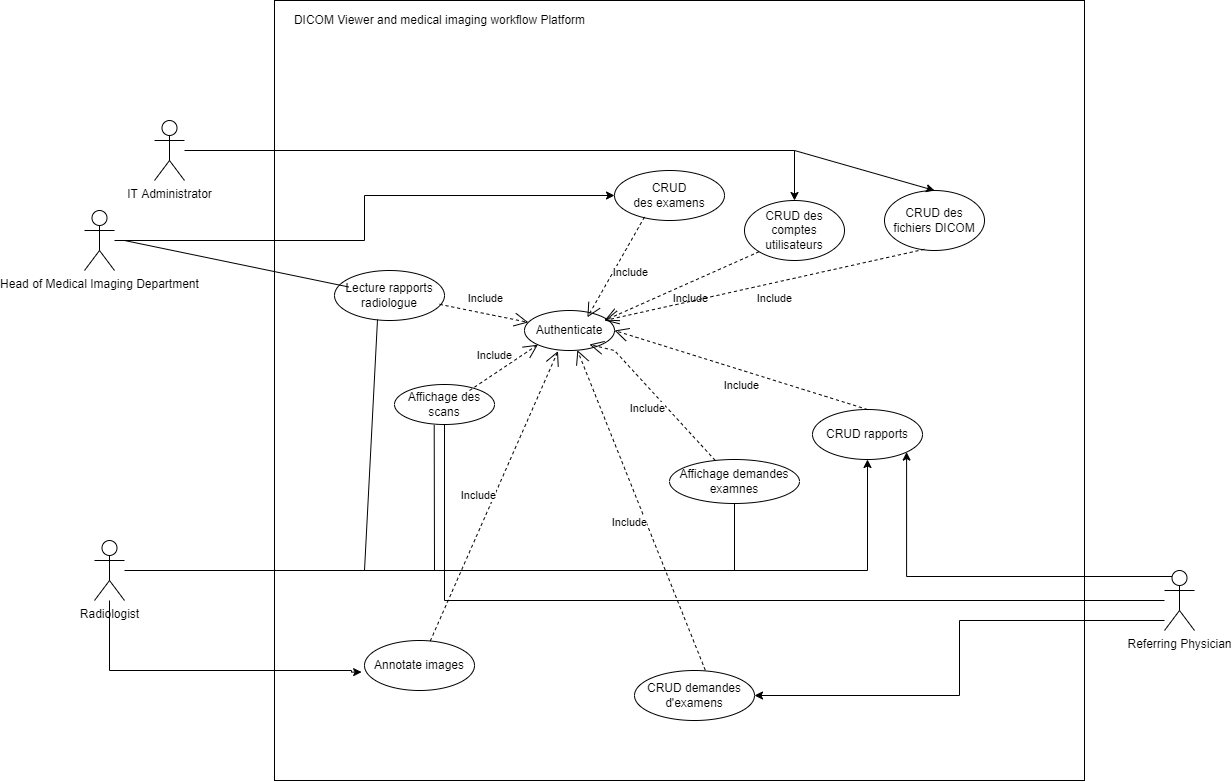 DICOM Viewer and medical imaging workflow Platform
IT Administrator
CRUD
des examens
CRUD des
comptes
utilisateurs
CRUD des
fichiers DICOM
Head of Medical Imaging Department
Include
Lecture rapports
radiologue
Include
Include
Include
Authenticate
Include
Include
Affichage des
scans
Include
CRUD rapports
Affichage demandes
examnes
Include
Include
Radiologist
Referring Physician
Annotate images
CRUD demandes
d'examens